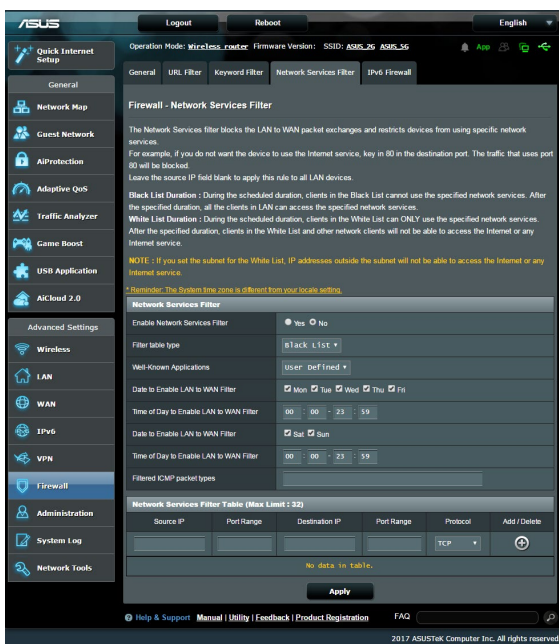 ASUS
Logout
Reboot
English
Quick Internet Setup
Operation Mode: Wireless router Firmware Version: SSID: ASUS_2G ASUS_5G
App
General
General
URL Filter
Keyword Filter
Network Services Filter
IPv6 Firewall
Network Map
Guest Network
AiProtection
Adaptive QoS
Traffic Analyzer
Game Boost
USB Application
AiCloud 2.0
Advanced Settings
Wireless
LAN
WAN
IPv6
VPN
Firewall
Administration
System Log
Network Tools
Firewall - Network Services Filter
The Network Services filter blocks the LAN to WAN packet exchanges and restricts devices from using specific network
services.
For example, if you do not want the device to use the Internet service, key in 80 in the destination port. The traffic that uses port
80 will be blocked.
Leave the source IP field blank to apply this rule to all LAN devices.
Black List Duration : During the scheduled duration, clients in the Black List cannot use the specified network services. After
the specified duration, all the clients in LAN can access the specified network services.
White List Duration : During the scheduled duration, clients in the White List can ONLY use the specified network services.
After the specified duration, clients in the White List and other network clients will not be able to access the Internet or any
Internet service.
NOTE : If you set the subnet for the White List, IP addresses outside the subnet will not be able to access the Internet or any
Internet service.
* Reminder: The System time zone is different from your locale setting.
Network Services Filter
Enable Network Services Filter Yes No
Filter table type Black List
Well-Known Applications User Defined
Date to Enable LAN to WAN Filter Mon Tue Wed Thu Fri
Time of Day to Enable LAN to WAN Filter 00 : 00 - 23 : 59
Date to Enable LAN to WAN Filter Sat Sun
Time of Day to Enable LAN to WAN Filter 00 : 00 - 23 : 59
Filtered ICMP packet types
Network Services Filter Table (Max Limit : 32)
Source IP Port Range Destination IP Port Range Protocol Add / Delete
TCP
No data in table.
Apply
Help & Support Manual | Utility | Feedback | Product Registration FAQ
2017 ASUSTeK Computer Inc. All rights reserved